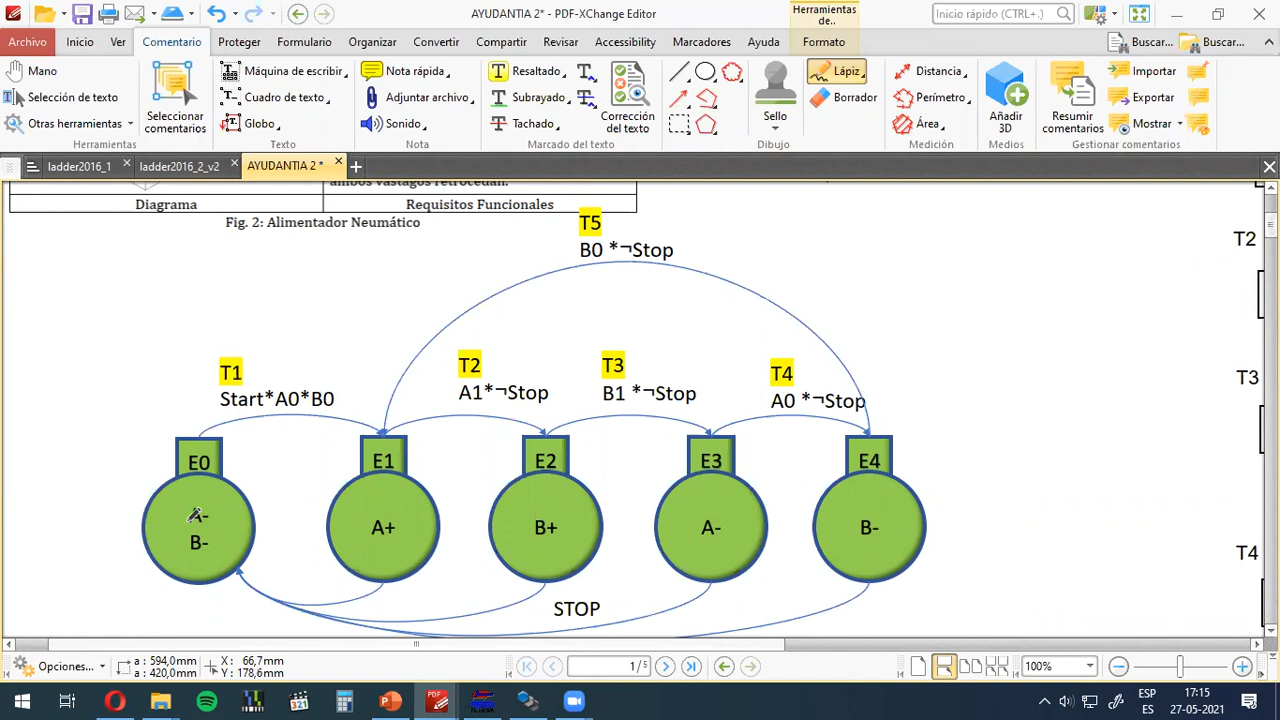 AYUDANTIA 2 * - PDF-XChange Editor
Herramientas de..
Inicio rápido (CTRL+.)
Archivo
Inicio
Ver
Comentario
Proteger
Formulario
Organizar
Convertir
Compartir
Revisar
Accessibility
Marcadores
Ayuda
Formato
Buscar...
Buscar...
Mano
Selección de texto
Otras herramientas
Herramientas
Seleccionar comentarios
Máquina de escribir
Cuadro de texto
Globo
Texto
Nota rápida
Adjuntar archivo
Sonido
Nota
Resaltado
Subrayado
Tachado
Corrección del texto
Marcado del texto
Sello
Lápiz
Borrador
Dibujo
Distancia
Perímetro
Área
Medición
Añadir 3D
Medios
Resumir comentarios
Importar
Exportar
Mostrar
Gestionar comentarios
ladder2016_1
ladder2016_2_v2
AYUDANTIA 2 *
ambos vástagos retrocedan.
Diagrama
Requisitos Funcionales
Fig. 2: Alimentador Neumático
T5
B0 *¬Stop
T2
T1
Start*A0*B0
T2
A1*¬Stop
T3
B1 *¬Stop
T4
A0 *¬Stop
T3
E0
E1
E2
E3
E4
A-
B-
A+
B+
A-
B-
T4
STOP
Opciones...
a : 594,0mm
a : 420,0mm
X : 66,7mm
Y : 178,6mm
1/5
100%
ESP
ES
17:15
27-05-2021